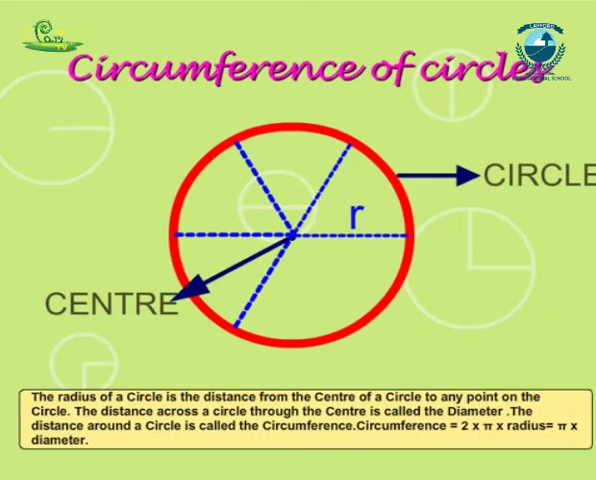 Circumference of circles
CIRCLE
r
CENTRE
The radius of a Circle is the distance from the Centre of a Circle to any point on the
Circle. The distance across a circle through the Centre is called the Diameter .The
distance around a Circle is called the Circumference.Circumference = 2 x π x radius= π x
diameter.